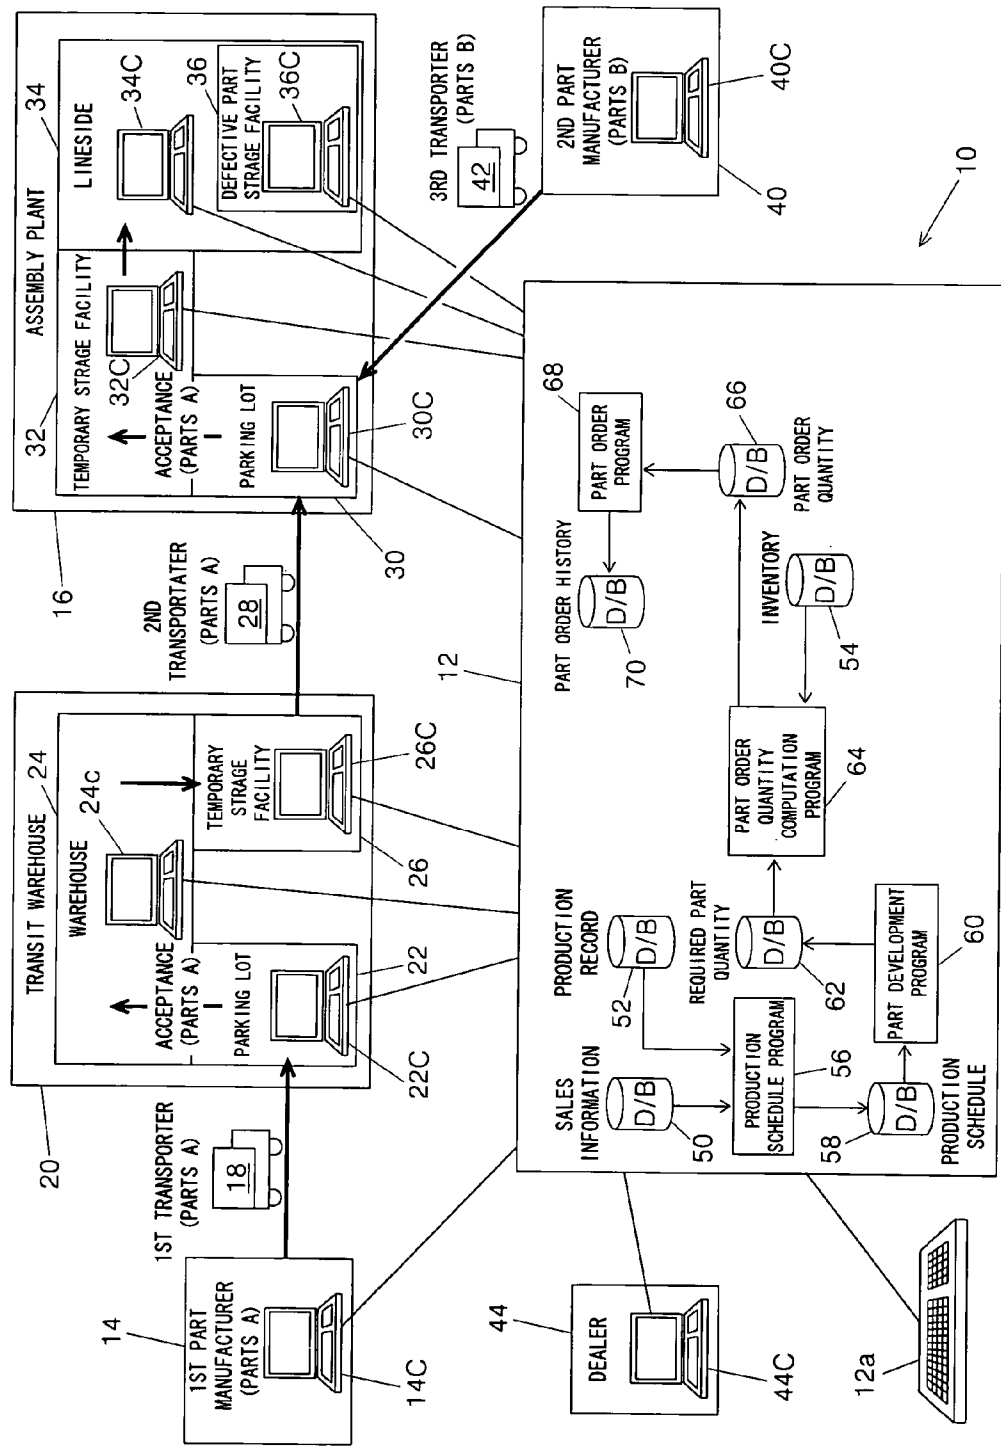 1ST PART
MANUFACTURER
(PARTS A)
14
14C
1ST TRANSPORTER
(PARTS A)
18
20
TRANSIT WAREHOUSE
24
WAREHOUSE
24c
ACCEPTANCE
(PARTS A)
PARKING LOT
22
22C
TEMPORARY
STRAGE
FACILITY
26C
26
2ND
TRANSPORTATER
(PARTS A)
28
16
ASSEMBLY PLANT
32
34
TEMPORARY STRAGE FACILITY
32C
ACCEPTANCE
(PARTS A)
PARKING LOT
30C
30
LINESIDE
34C
36
DEFECTIVE PART
STRAGE FACILITY
36C
3RD TRANSPORTER
(PARTS B)
42
2ND PART
MANUFACTURER
(PARTS B)
40C
40
10
44
DEALER
44C
12a
12
SALES
INFORMATION
D/B
50
PRODUCTION
RECORD
D/B
52
PRODUCTION
SCHEDULE PROGRAM
56
D/B
58
PRODUCTION
SCHEDULE
REQUIRED PART
QUANTITY
D/B
62
PART DEVELOPMENT
PROGRAM
60
PART ORDER
QUANTITY
COMPUTATION
PROGRAM
64
INVENTORY
D/B
54
PART ORDER HISTORY
D/B
70
68
PART ORDER
PROGRAM
66
D/B
PART ORDER
QUANTITY